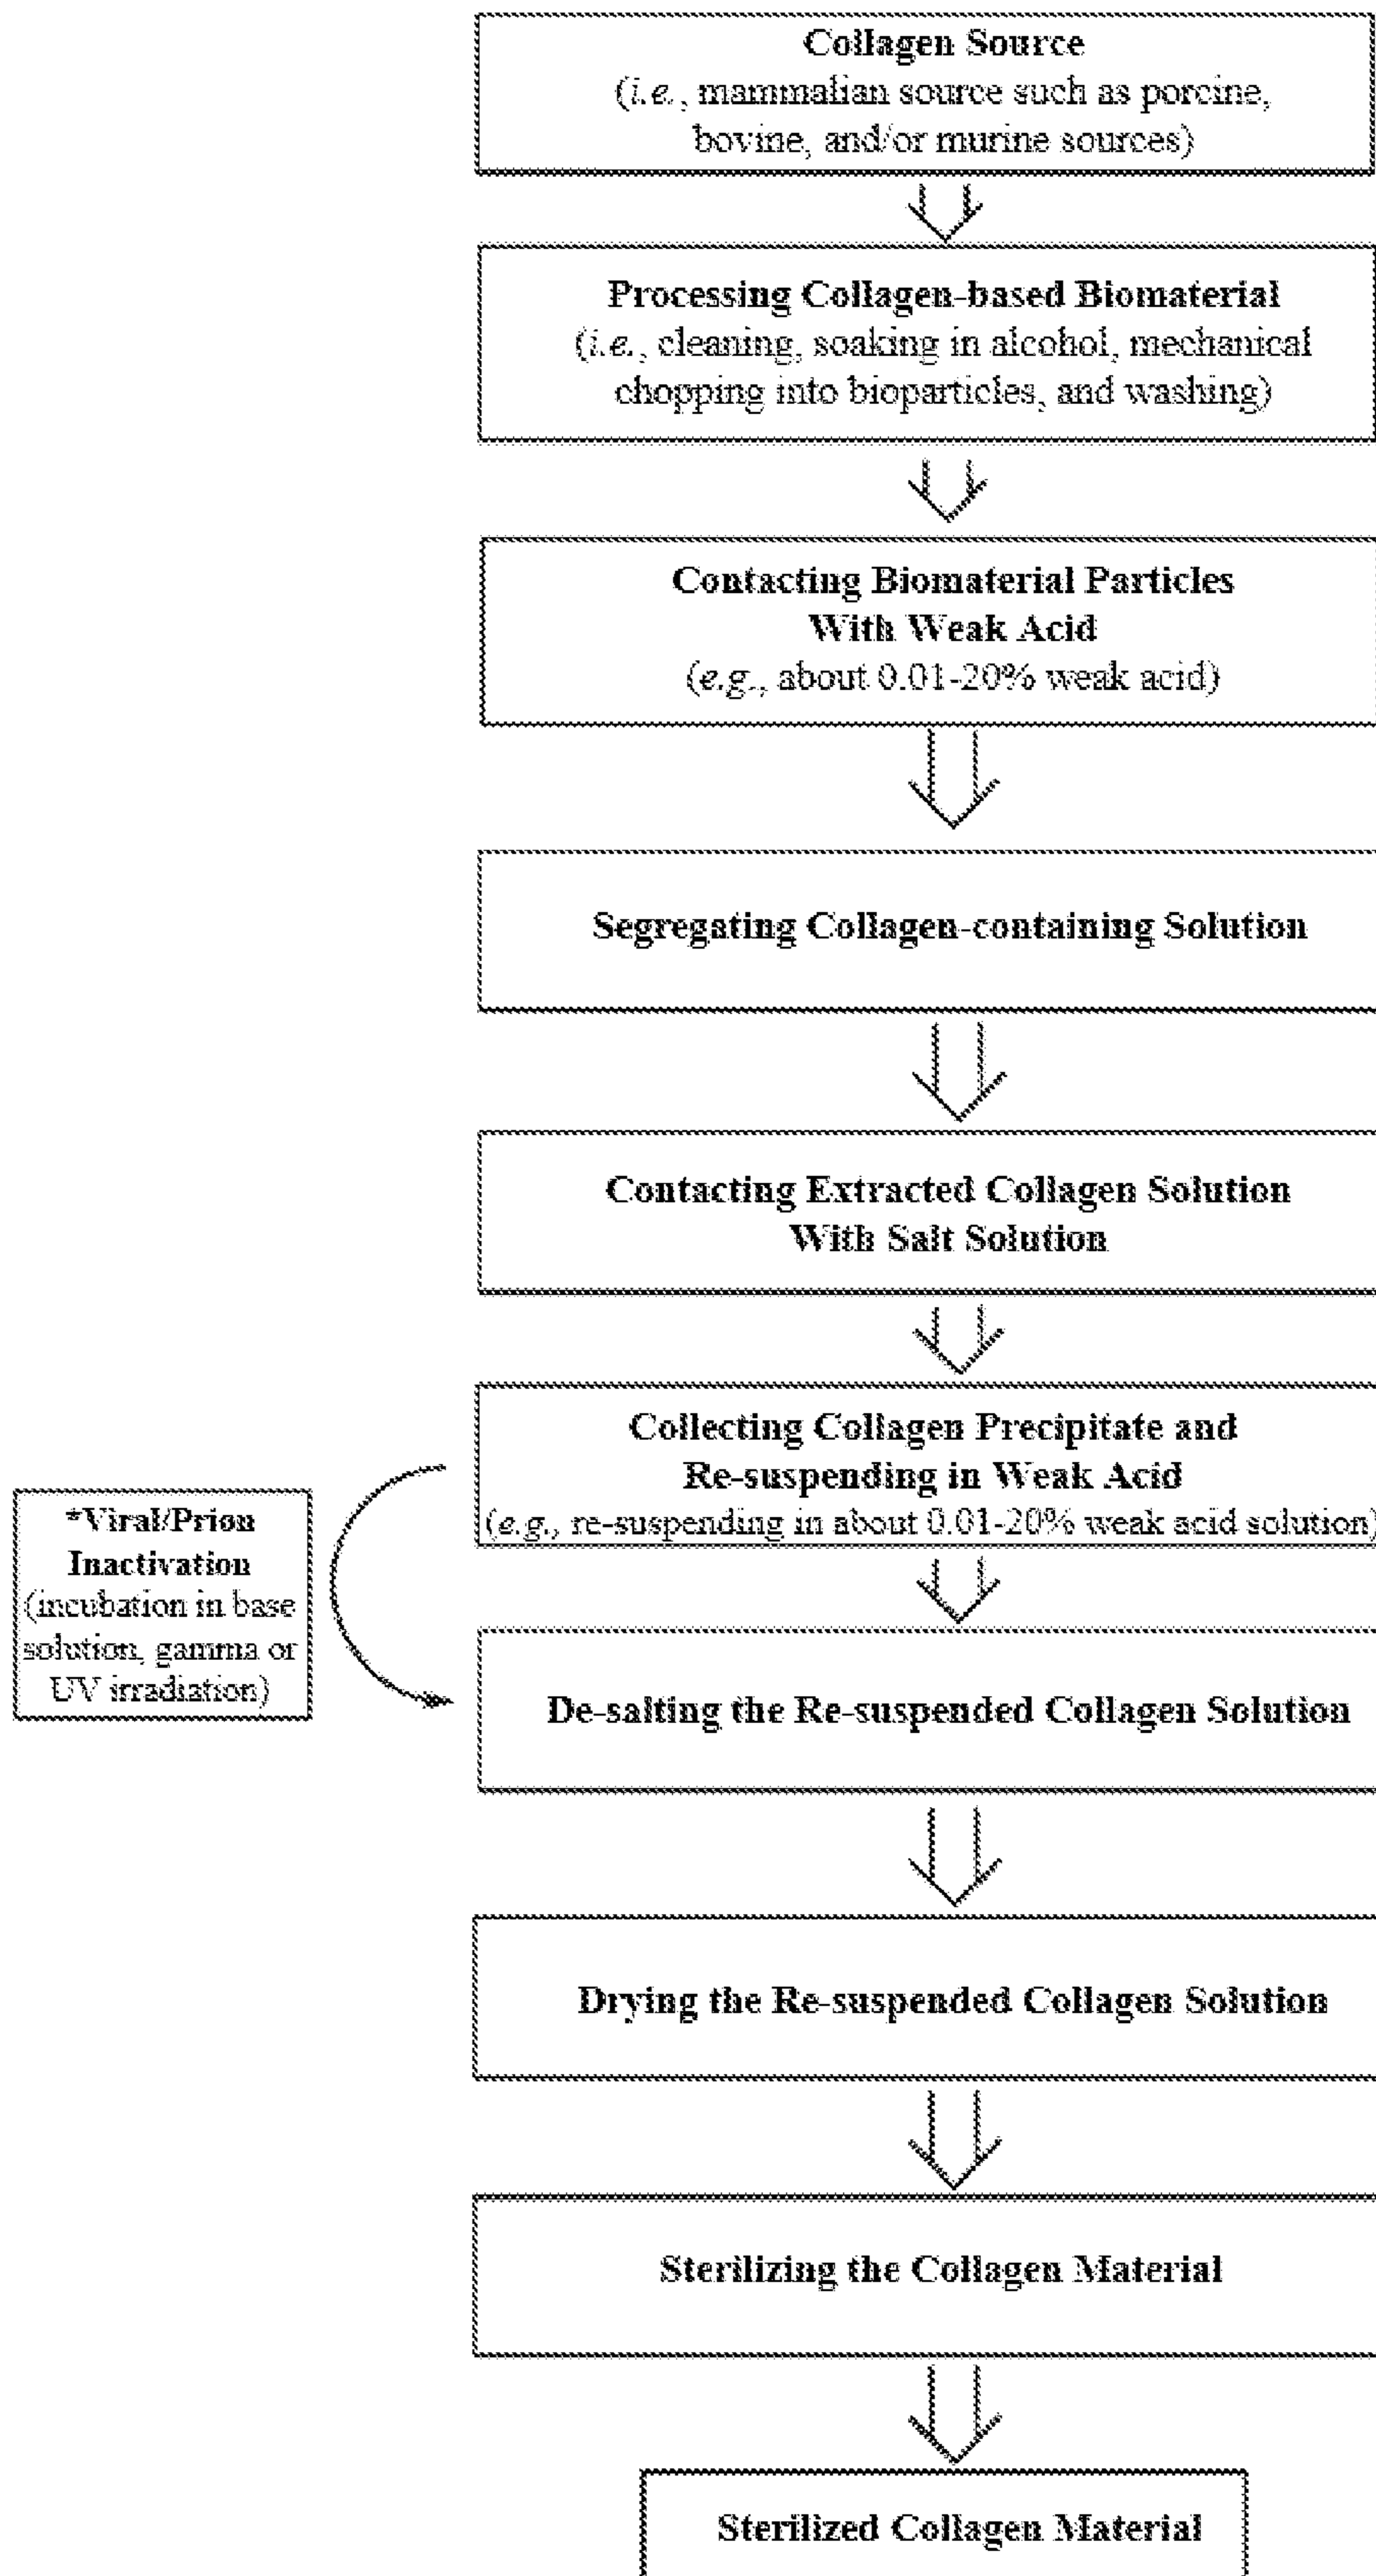 Collagen Source
(i.e., mammalian source such as porcine,
bovine, and/or murine sources)
Processing Collagen-based Biomaterial
(i.e., cleaning, soaking in alcohol, mechanical
chopping into bioparticles, and washing)
Contacting Biomaterial Particles
With Weak Acid
(e.g., about 0.01-20% weak acid)
Segregating Collagen-containing Solution
Contacting Extracted Collagen Solution
With Salt Solution
Collecting Collagen Precipitate and
Re-suspending in Weak Acid
(e.g., re-suspending in about 0.01-20% weak acid solution)
*Viral/Prion
Inactivation
(incubation in base
solution, gamma or
UV irradiation)
De-salting the Re-suspended Collagen Solution
Drying the Re-suspended Collagen Solution
Sterilizing the Collagen Material
Sterilized Collagen Material